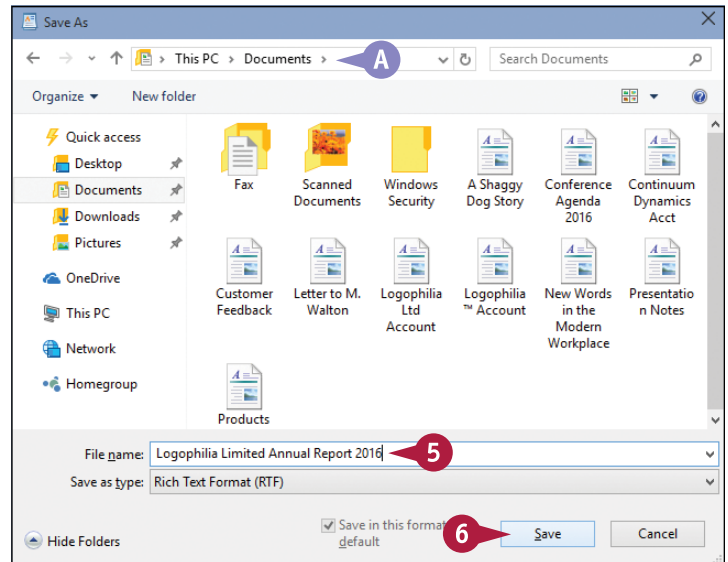 Save As
This PC > Documents >
A
Search Documents
Organize
New folder
Quick access
Desktop
Documents
Downloads
Pictures
OneDrive
This PC
Network
Homegroup
Fax
Scanned
Documents
Windows
Security
A Shaggy
Dog Story
Conference
Agenda
2016
Continuum
Dynamics
Acct
Customer
Feedback
Letter to M.
Walton
Logophilia
Ltd
Account
Logophilia
™ Account
New Words
in the
Modern
Workplace
Presentatio
n Notes
Products
File name: Logophilia Limited Annual Report 2016
5
Save as type: Rich Text Format (RTF)
Hide Folders
Save in this format
default
6
Save
Cancel